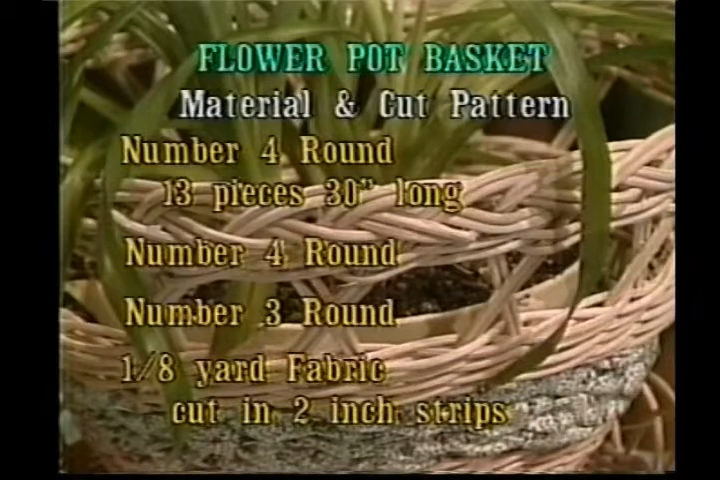 FLOWER POT BASKET
Material & Cut Pattern
Number 4 Round
13 pieces 30" long
Number 4 Round
Number 3 Round
1/8 yard Fabric
cut in 2 inch strips